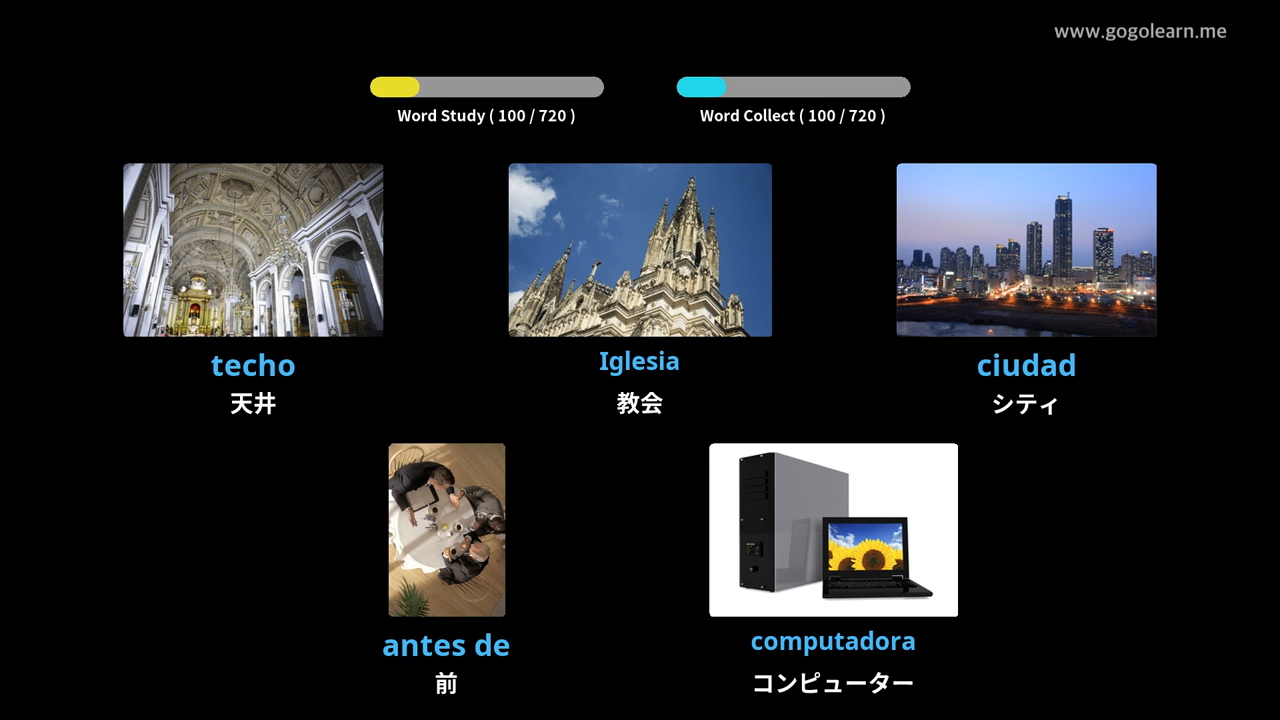 www.gogolearn.me
Word Study ( 100 / 720 )
Word Collect ( 100 / 720 )
techo
天井
Iglesia
教会
ciudad
シティ
antes de
前
computadora
コンピューター